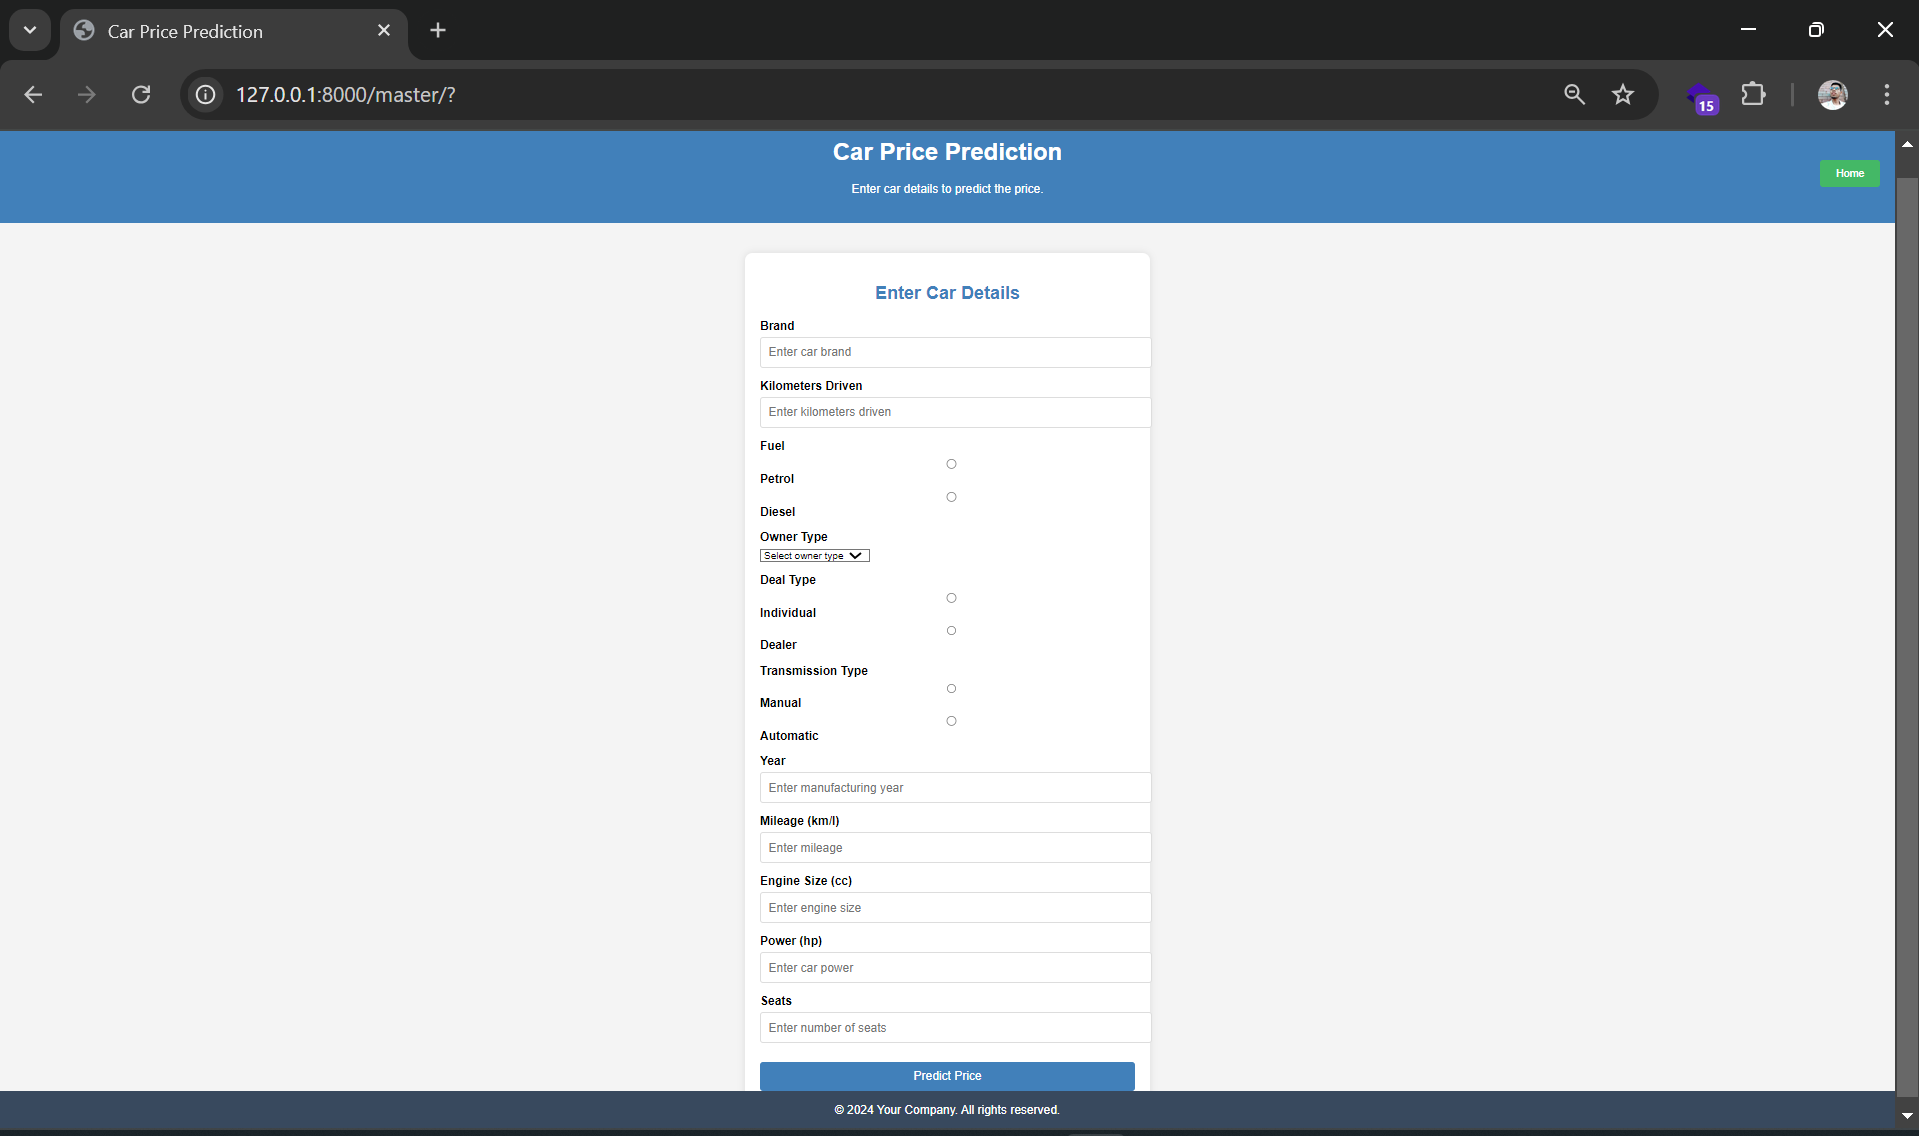 Car Price Prediction
127.0.0.1:8000/master/?
15
Car Price Prediction
Enter car details to predict the price.
Home
Enter Car Details
Brand
Enter car brand
Kilometers Driven
Enter kilometers driven
Fuel
Petrol
Diesel
Owner Type
Select owner type
Deal Type
Individual
Dealer
Transmission Type
Manual
Automatic
Year
Enter manufacturing year
Mileage (km/l)
Enter mileage
Engine Size (cc)
Enter engine size
Power (hp)
Enter car power
Seats
Enter number of seats
Predict Price
© 2024 Your Company. All rights reserved.